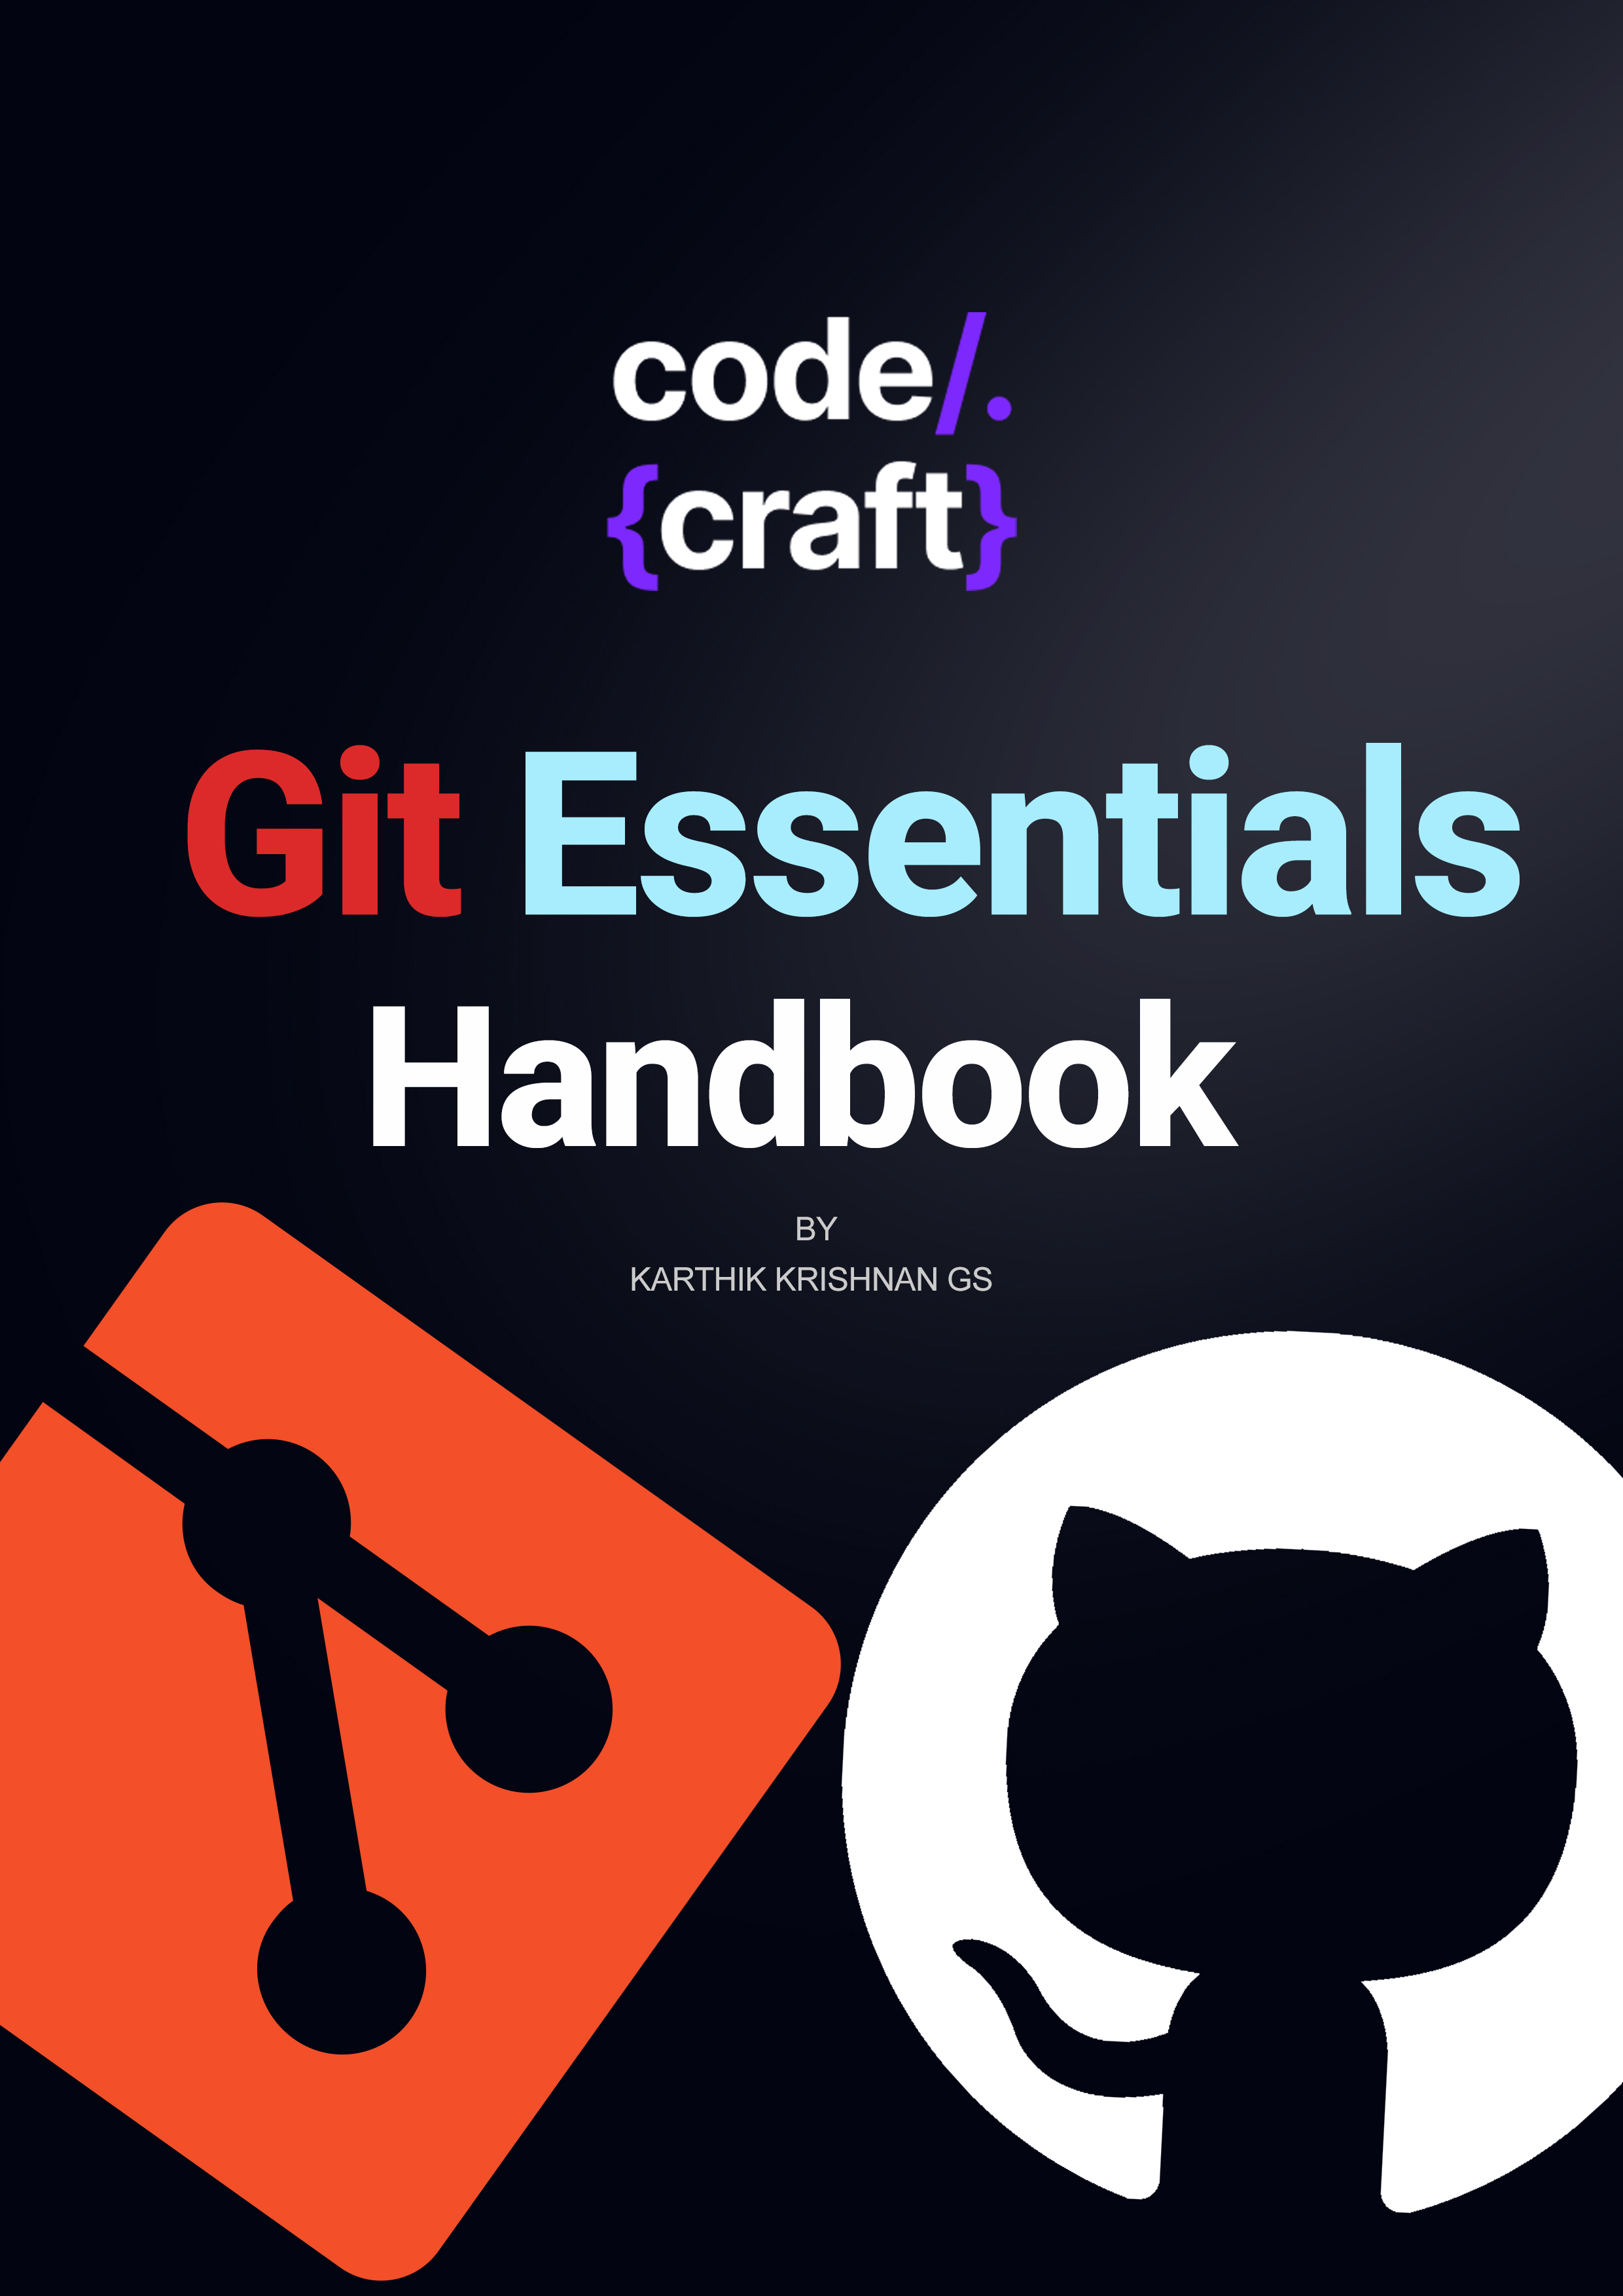 code/.
{craft}
Git Essentials
Handbook
BY
KARTHIK KRISHNAN GS